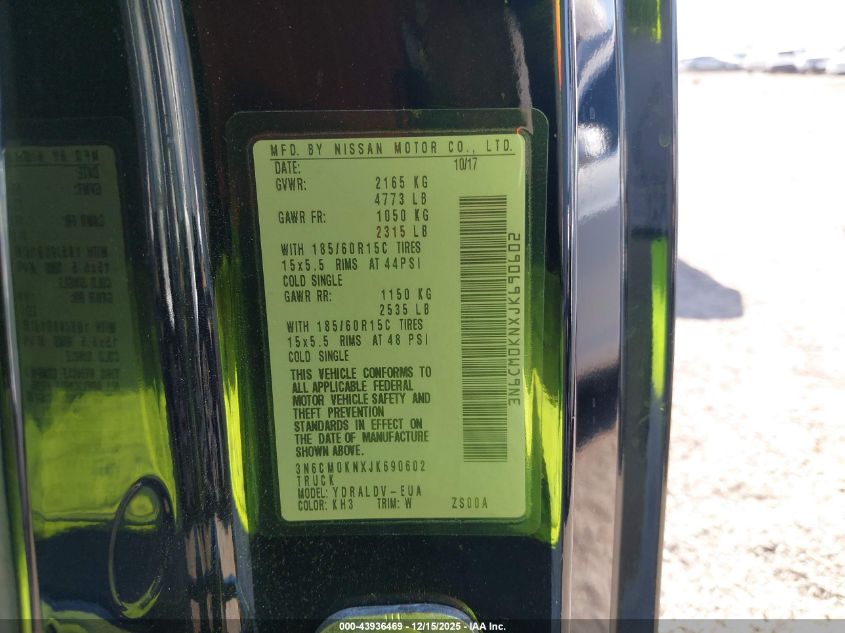 MFD. BY NISSAN MOTOR CO., LTD.
DATE: 10/17
GVWR: 2165 KG
4773 LB
GAWR FR: 1050 KG
2315 LB
WITH 185/60R15C TIRES
15x5.5 RIMS AT 44PSI
COLD SINGLE
GAWR RR: 1150 KG
2535 LB
WITH 185/60R15C TIRES
15x5.5 RIMS AT 48 PSI
COLD SINGLE
THIS VEHICLE CONFORMS TO
ALL APPLICABLE FEDERAL
MOTOR VEHICLE SAFETY AND
THEFT PREVENTION
STANDARDS IN EFFECT ON
THE DATE OF MANUFACTURE
SHOWN ABOVE.
3N6CM0KNXJK690602
TRUCK
MODEL: YDRALDV-EUA
COLOR: KH3 TRIM: W ZS00A
3N6CM0KNXJK690602
000-43936469 - 12/15/2025 - IAAI.COM